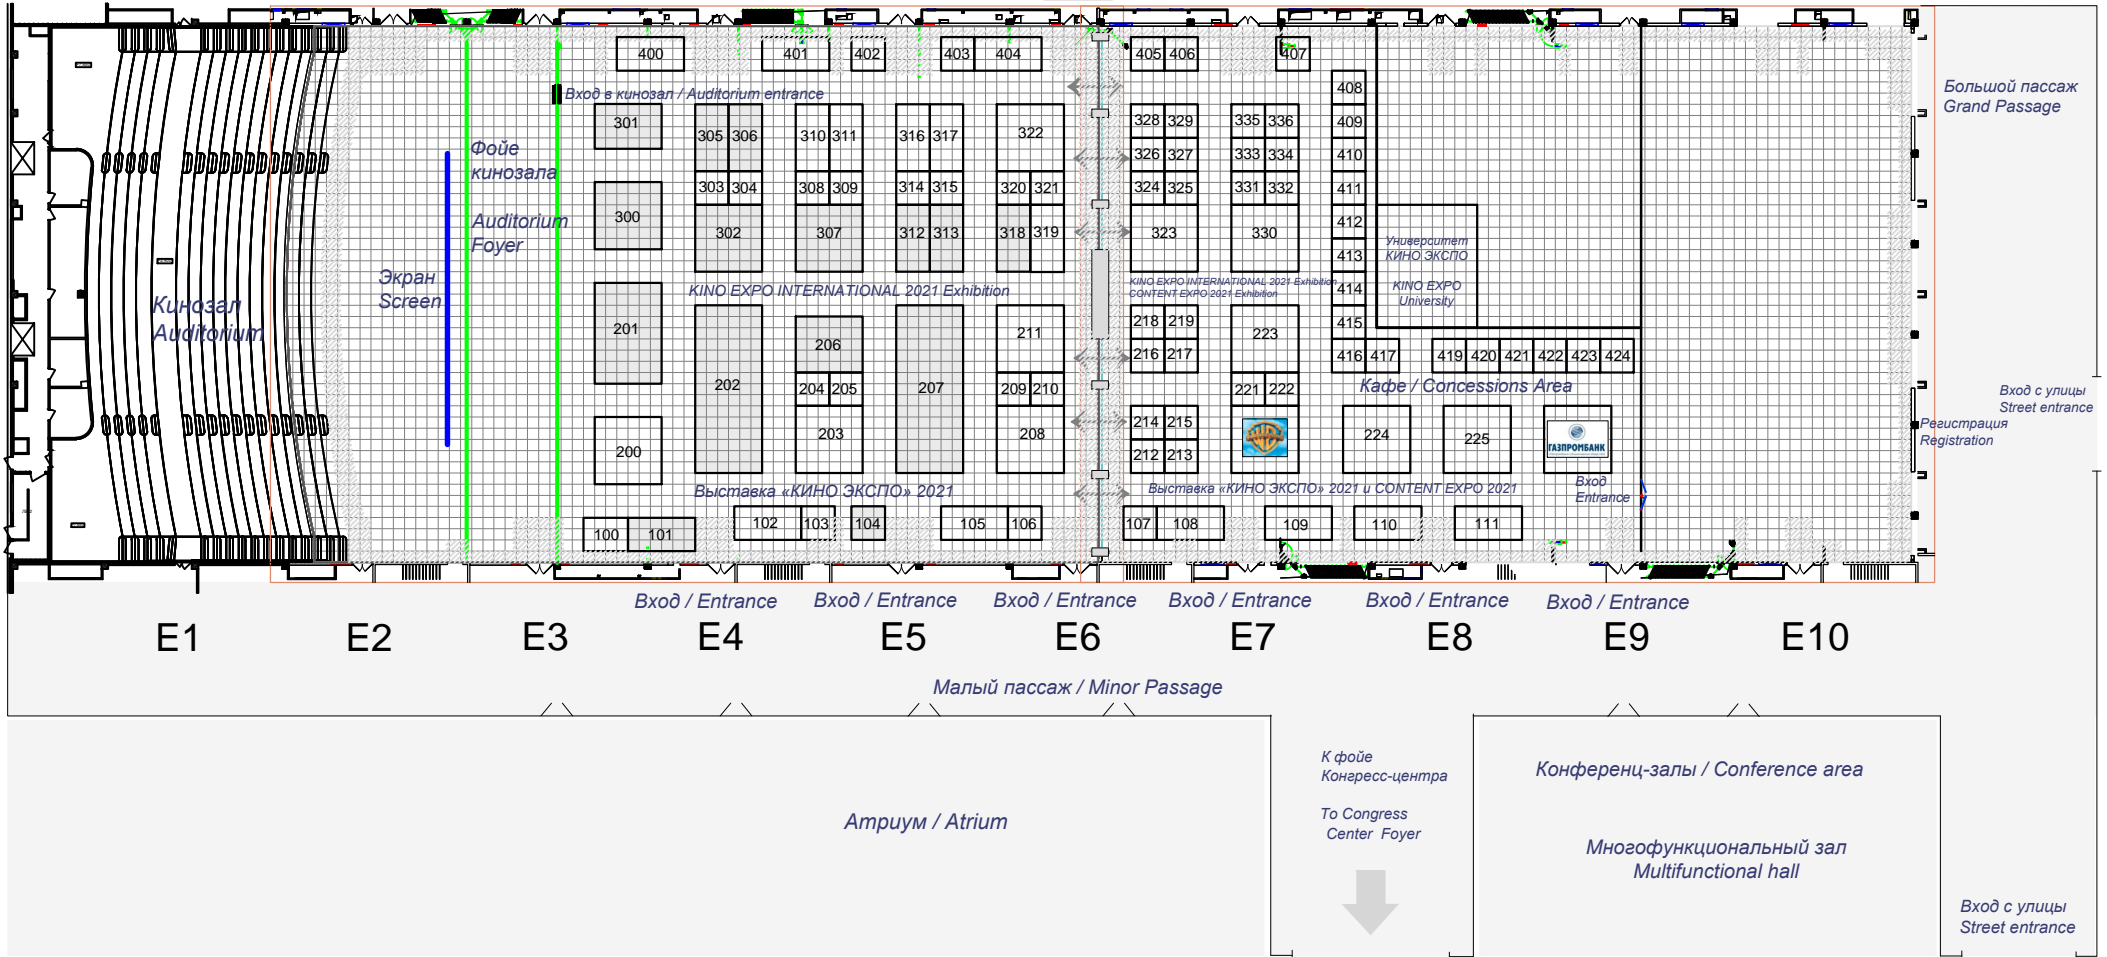 400
401
402
403
404
405
406
407
408
Вход в кинозал / Auditorium entrance
Большой пассаж
Grand Passage
301
305
306
310
311
316
317
322
328
329
335
336
409
326
327
333
334
410
Фойе
кинозала
Auditorium
Foyer
300
303
304
308
309
314
315
320
321
324
325
331
332
411
302
307
312
313
318
319
323
330
412
413
Университет
КИНО ЭКСПО
KINO EXPO
University
Экран
Screen
Кинозал
Auditorium
KINO EXPO INTERNATIONAL 2021 Exhibition
KINO EXPO INTERNATIONAL 2021 Exhibition
CONTENT EXPO 2021 Exhibition
414
415
201
202
206
207
211
218
219
223
216
217
416
417
419
420
421
422
423
424
204
205
209
210
221
222
Кафе / Concessions Area
Вход с улицы
Street entrance
200
203
208
214
215
212
213
WB
224
225
ГАЗПРОМБАНК
Регистрация
Registration
Выставка «КИНО ЭКСПО» 2021
Выставка «КИНО ЭКСПО» 2021 и CONTENT EXPO 2021
Вход
Entrance
100
101
102
103
104
105
106
107
108
109
110
111
Вход / Entrance
Вход / Entrance
Вход / Entrance
Вход / Entrance
Вход / Entrance
Вход / Entrance
E1
E2
E3
E4
E5
E6
E7
E8
E9
E10
Малый пассаж / Minor Passage
К фойе
Конгресс-центра
To Congress
Center Foyer
Атриум / Atrium
Конференц-залы / Conference area
Многофункциональный зал
Multifunctional hall
Вход с улицы
Street entrance